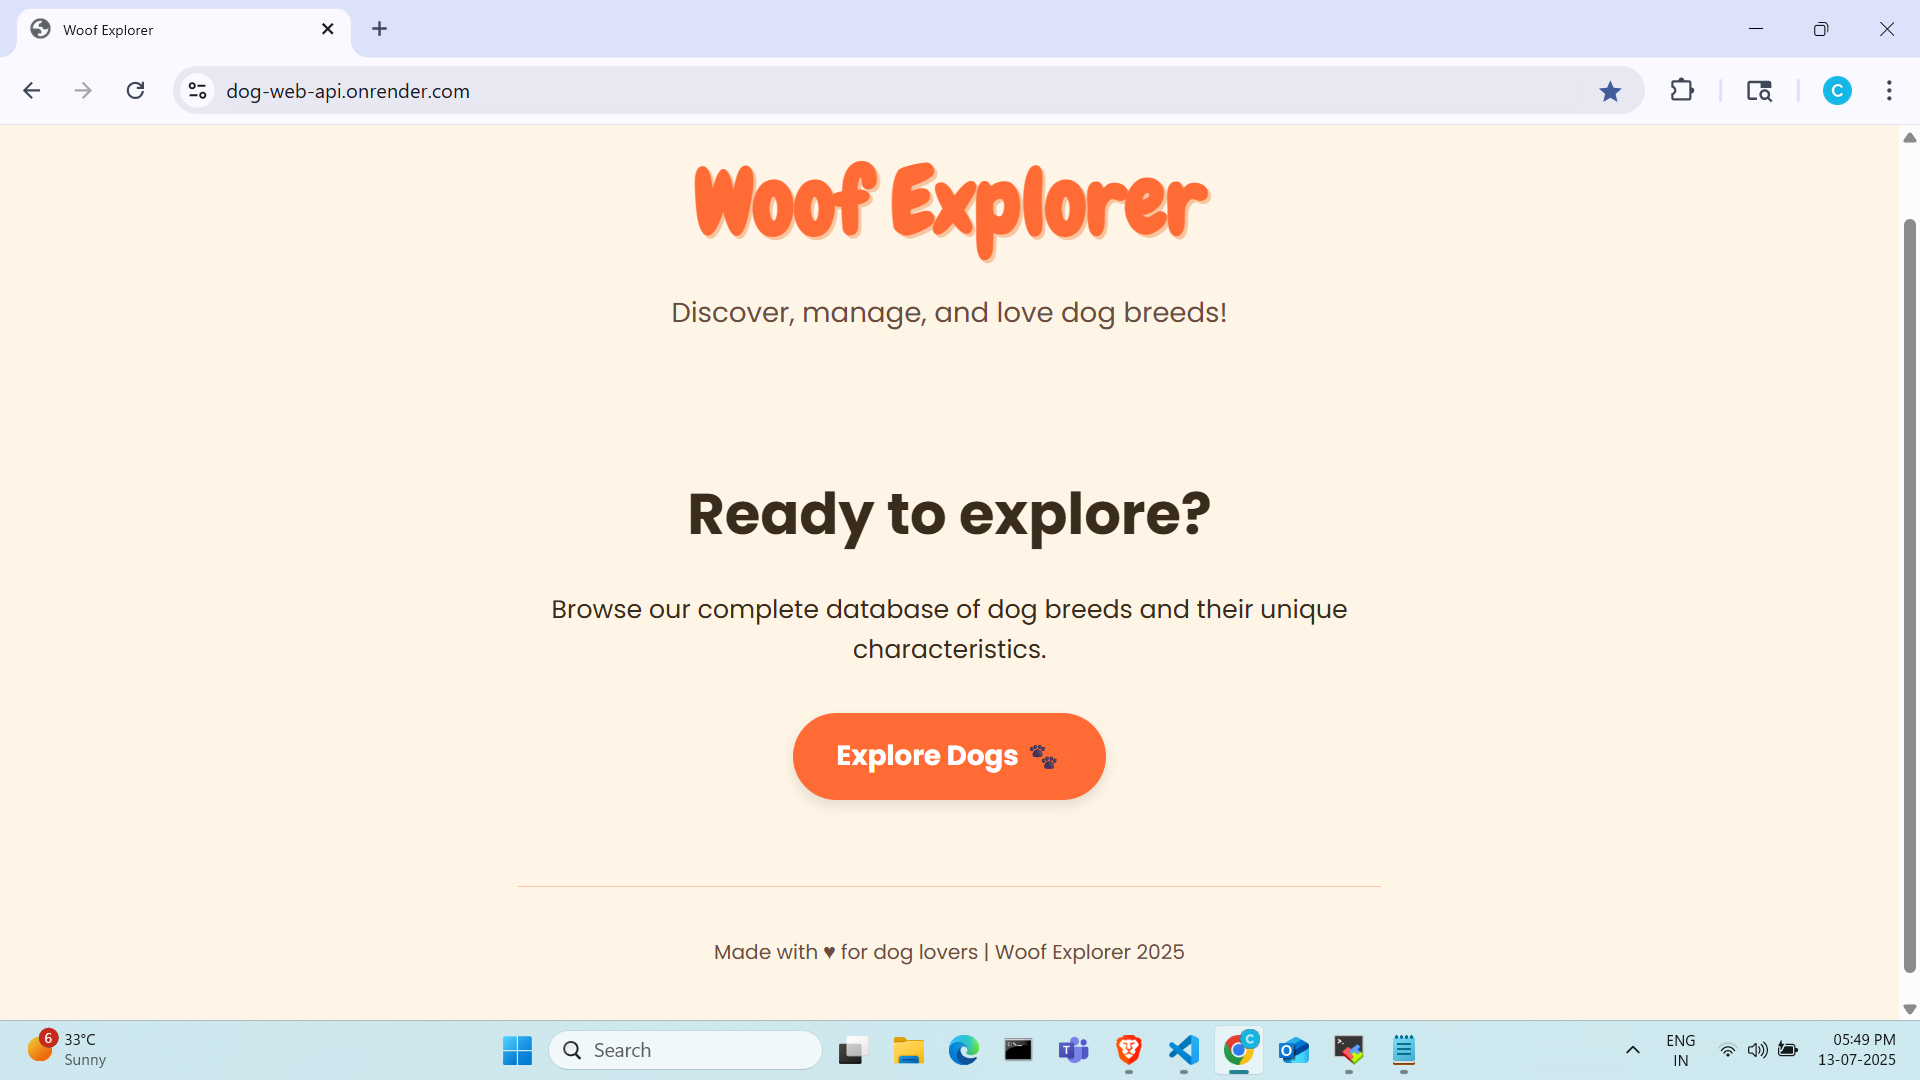 Woof Explorer
dog-web-api.onrender.com
C
Woof Explorer
Discover, manage, and love dog breeds!
Ready to explore?
Browse our complete database of dog breeds and their unique
characteristics.
Explore Dogs 🐾
Made with ♥ for dog lovers | Woof Explorer 2025
6
33°C
Sunny
Search
C
ENG
IN
05:49 PM
13-07-2025